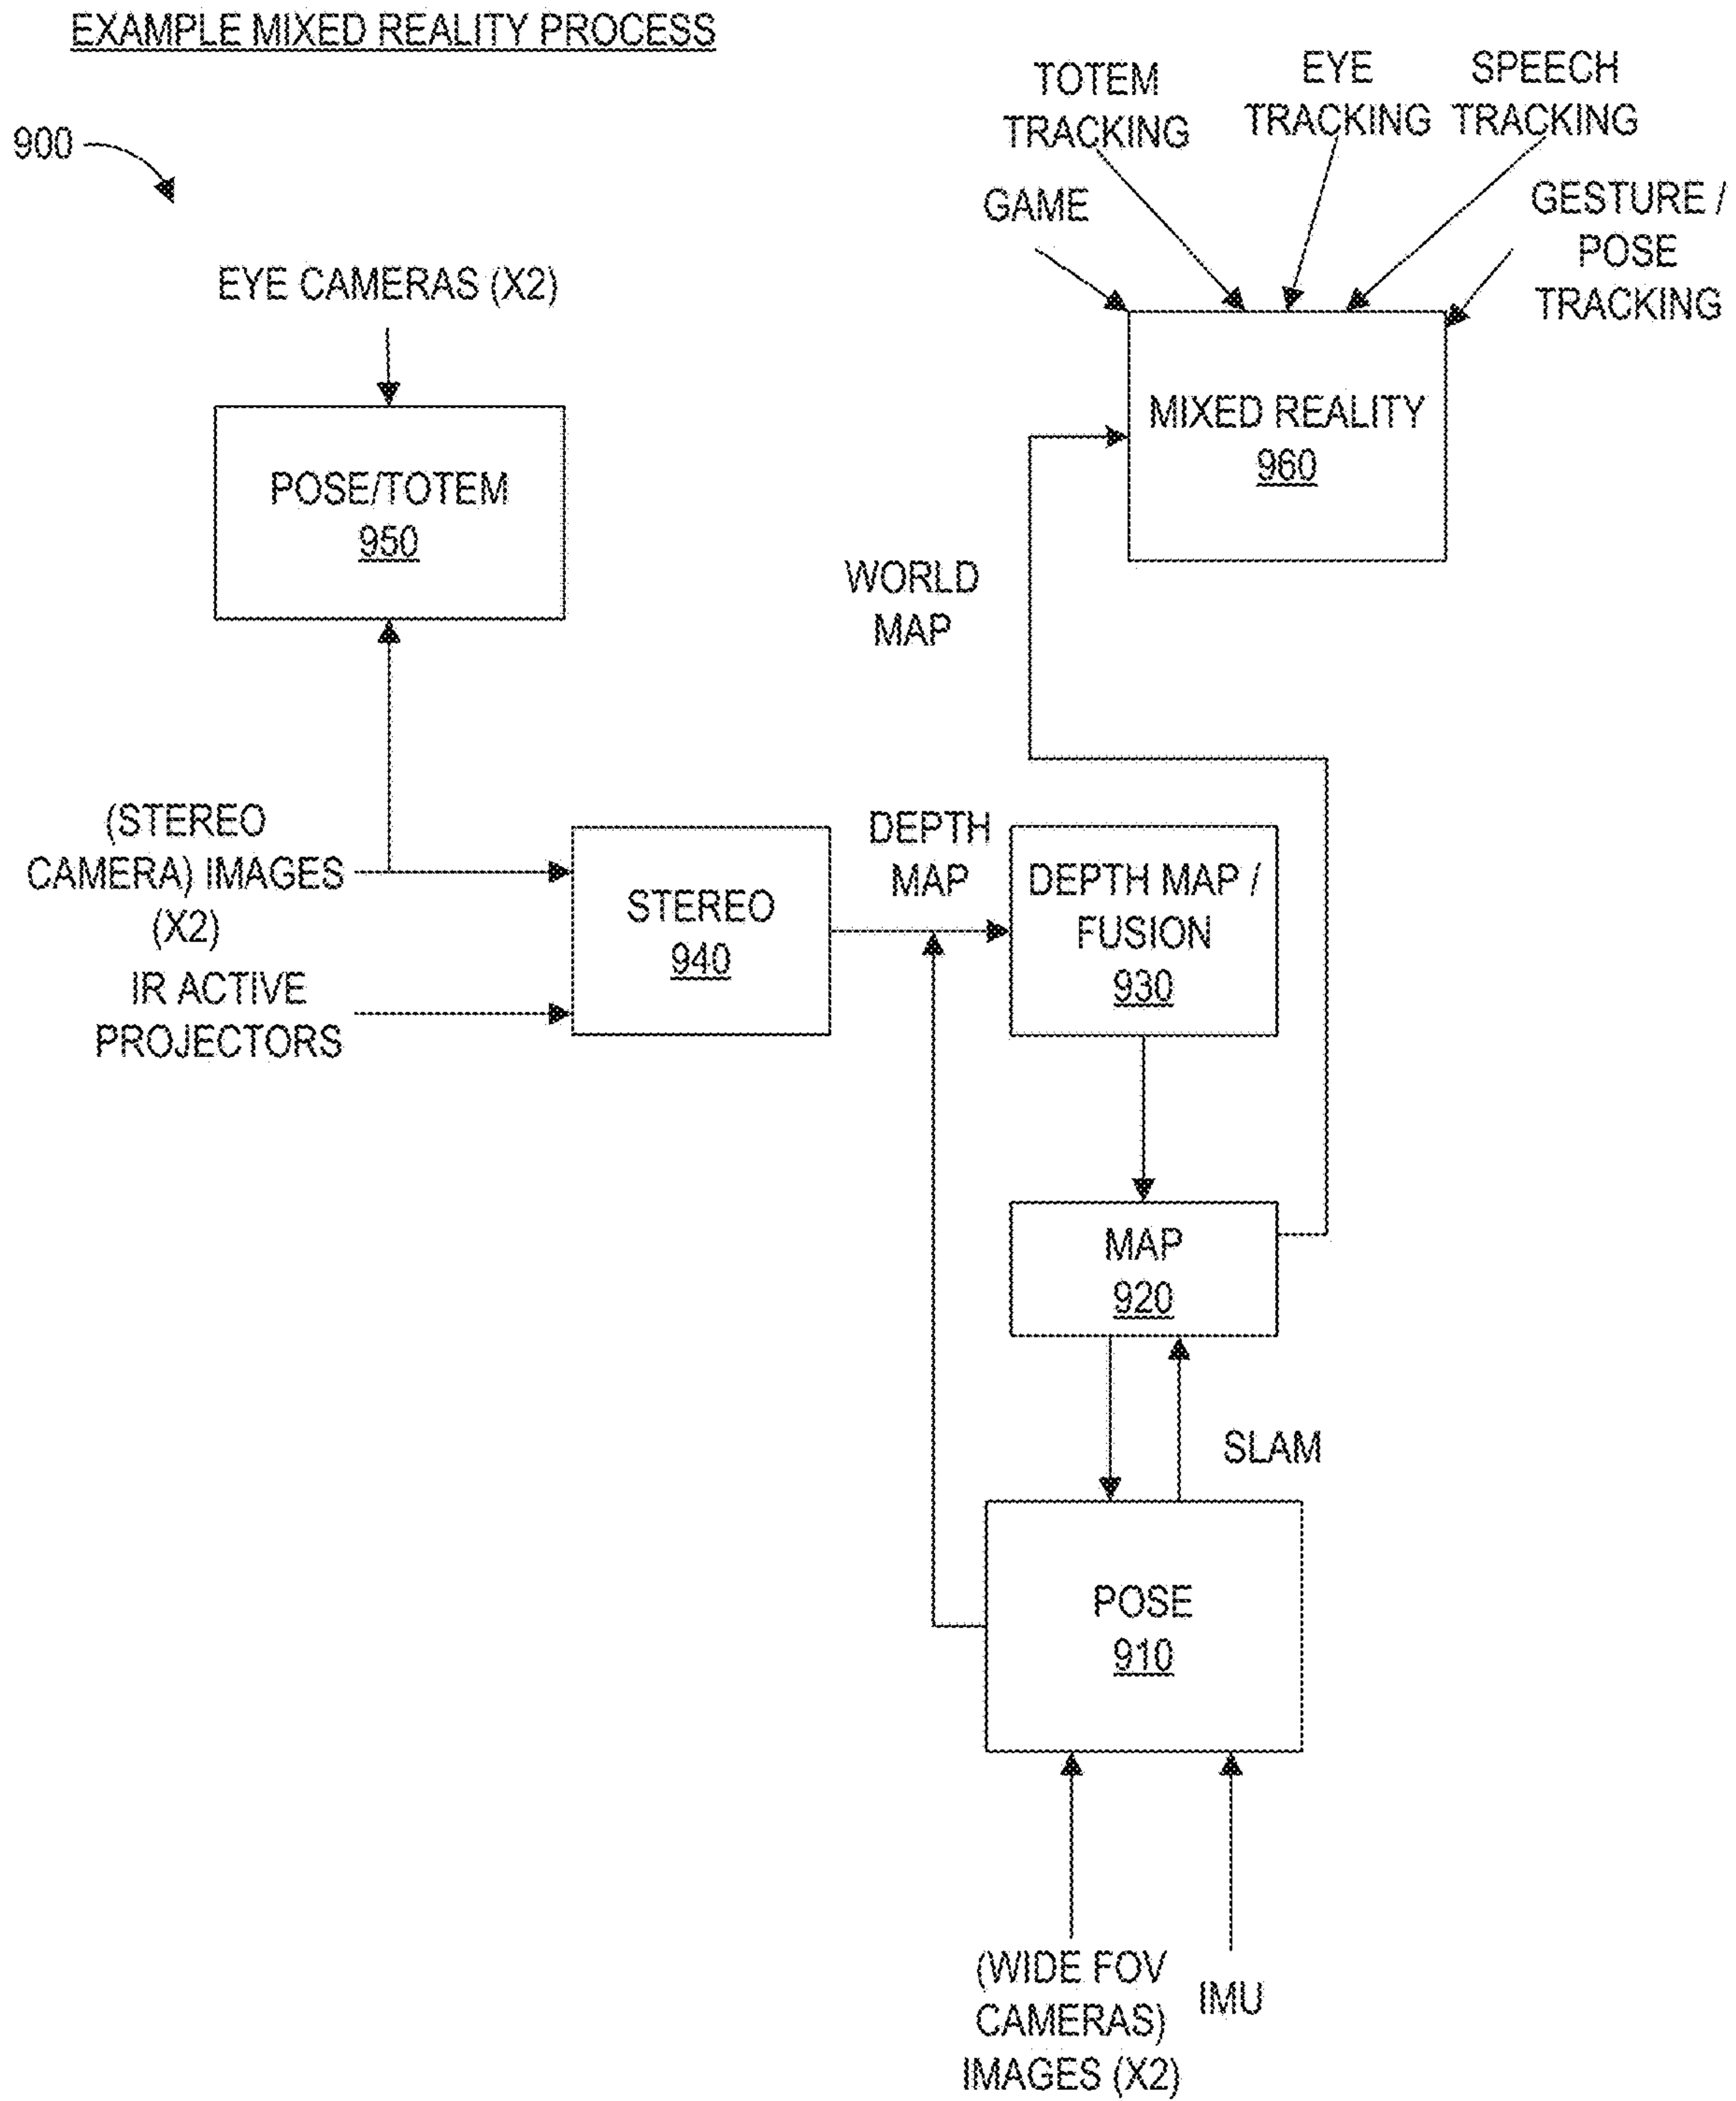 EXAMPLE MIXED REALITY PROCESS
900
TOTEM
TRACKING
EYE
TRACKING
SPEECH
TRACKING
GAME
GESTURE /
POSE
TRACKING
EYE CAMERAS (X2)
MIXED REALITY
960
POSE/TOTEM
950
WORLD
MAP
(STEREO
CAMERA) IMAGES
(X2)
IR ACTIVE
PROJECTORS
STEREO
940
DEPTH
MAP
DEPTH MAP /
FUSION
930
MAP
920
SLAM
POSE
910
(WIDE FOV
CAMERAS)
IMAGES (X2)
IMU